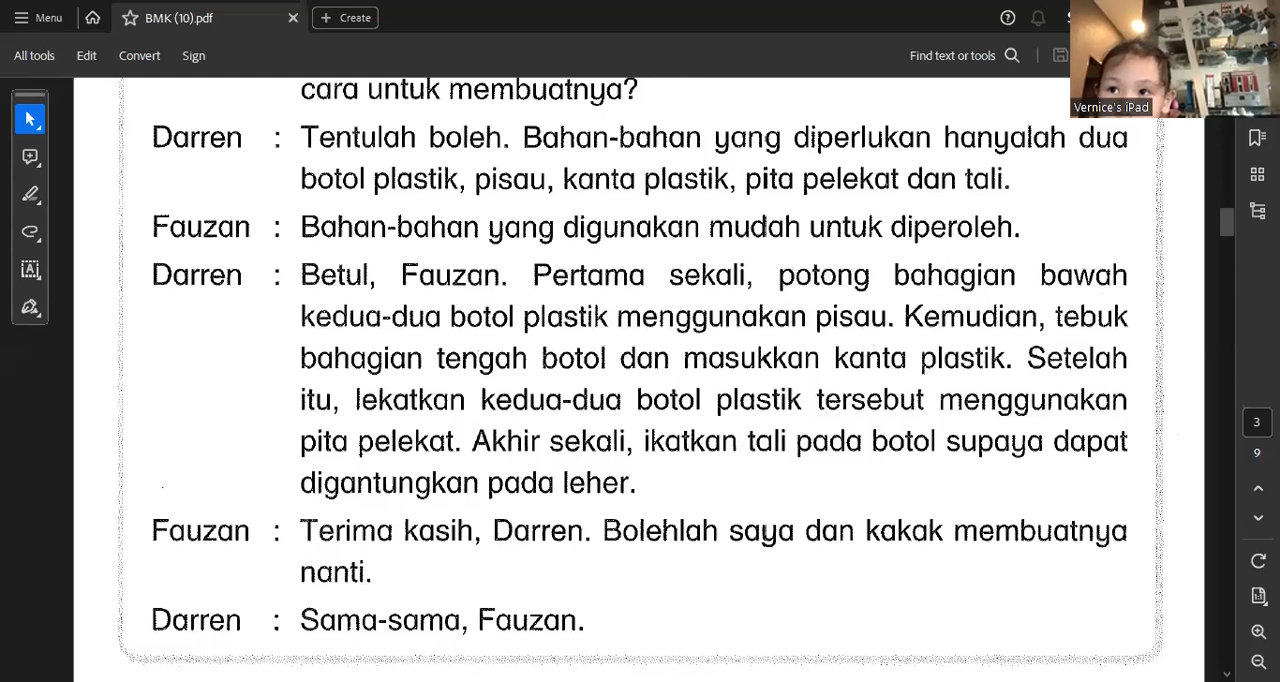 Menu
BMK (10).pdf
Create
All tools
Edit
Convert
Sign
Find text or tools
Vernice's iPad
cara untuk membuatnya?
Darren : Tentulah boleh. Bahan-bahan yang diperlukan hanyalah dua
botol plastik, pisau, kanta plastik, pita pelekat dan tali.
Fauzan : Bahan-bahan yang digunakan mudah untuk diperoleh.
Darren : Betul, Fauzan. Pertama sekali, potong bahagian bawah
kedua-dua botol plastik menggunakan pisau. Kemudian, tebuk
bahagian tengah botol dan masukkan kanta plastik. Setelah
itu, lekatkan kedua-dua botol plastik tersebut menggunakan
pita pelekat. Akhir sekali, ikatkan tali pada botol supaya dapat
digantungkan pada leher.
Fauzan : Terima kasih, Darren. Bolehlah saya dan kakak membuatnya
nanti.
Darren : Sama-sama, Fauzan.
3
9
1:1